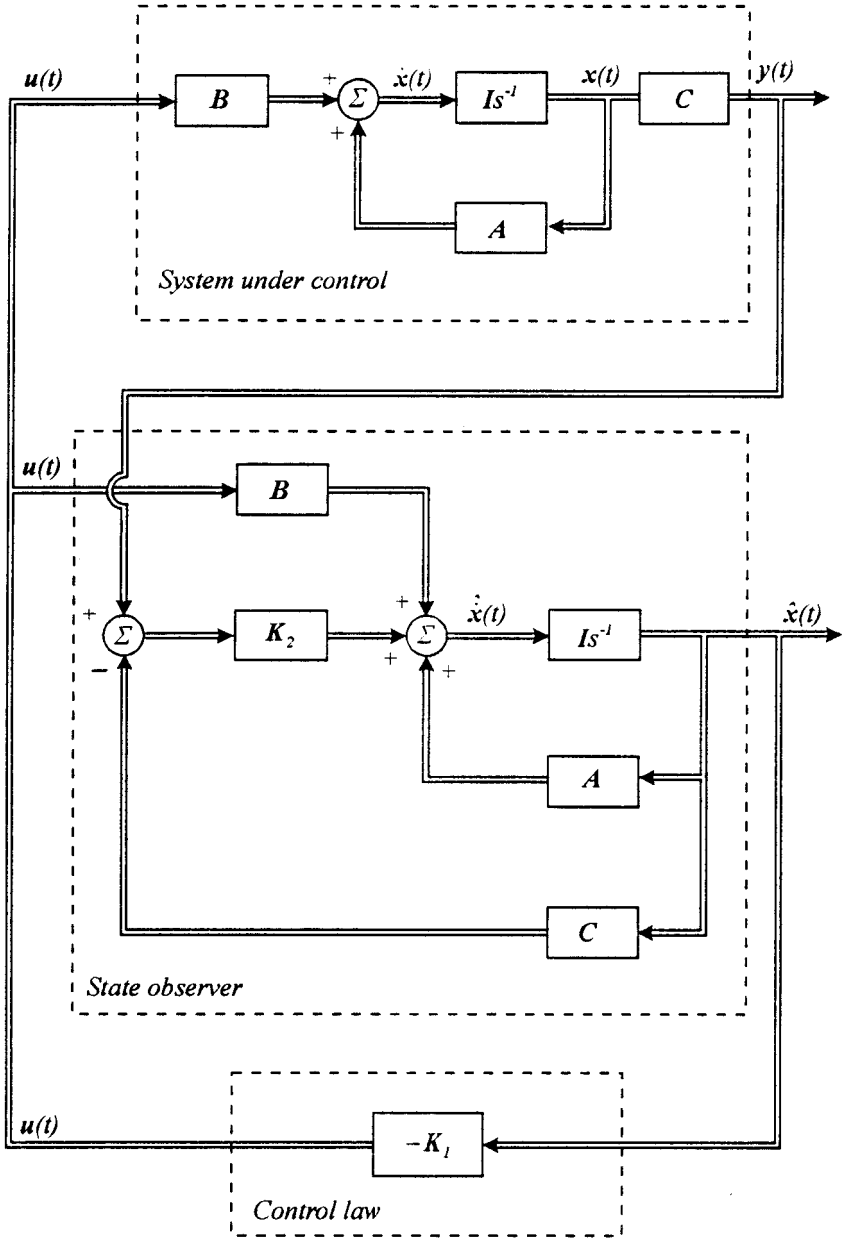 u(t)
B
+
Σ
+
ẋ(t)
Is⁻¹
x(t)
C
y(t)
A
System under control
u(t)
B
+
Σ
−
K₂
+
+
Σ
+
x̂̇(t)
Is⁻¹
x̂(t)
A
C
State observer
u(t)
−K₁
Control law